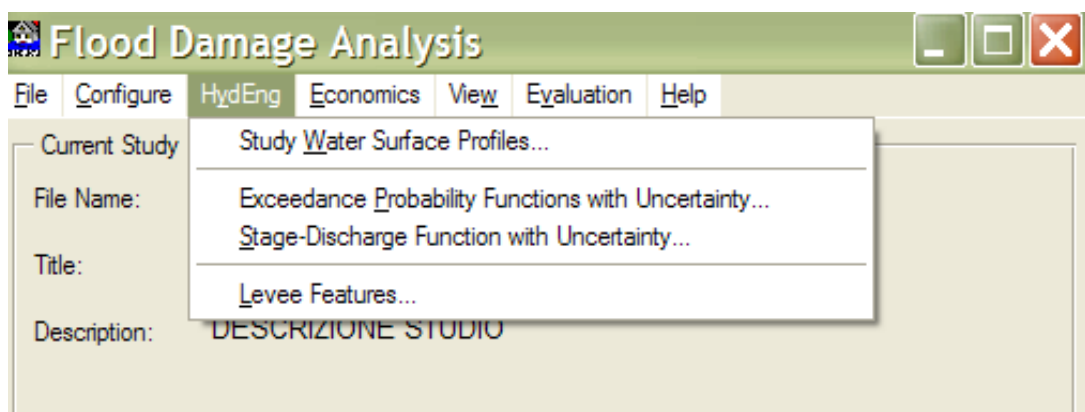 Flood Damage Analysis
File Configure HydEng Economics View Evaluation Help
Current Study
Study Water Surface Profiles...
File Name:
Exceedance Probability Functions with Uncertainty...
Stage-Discharge Function with Uncertainty...
Title:
Levee Features...
Description: DESCRIZIONE STUDIO